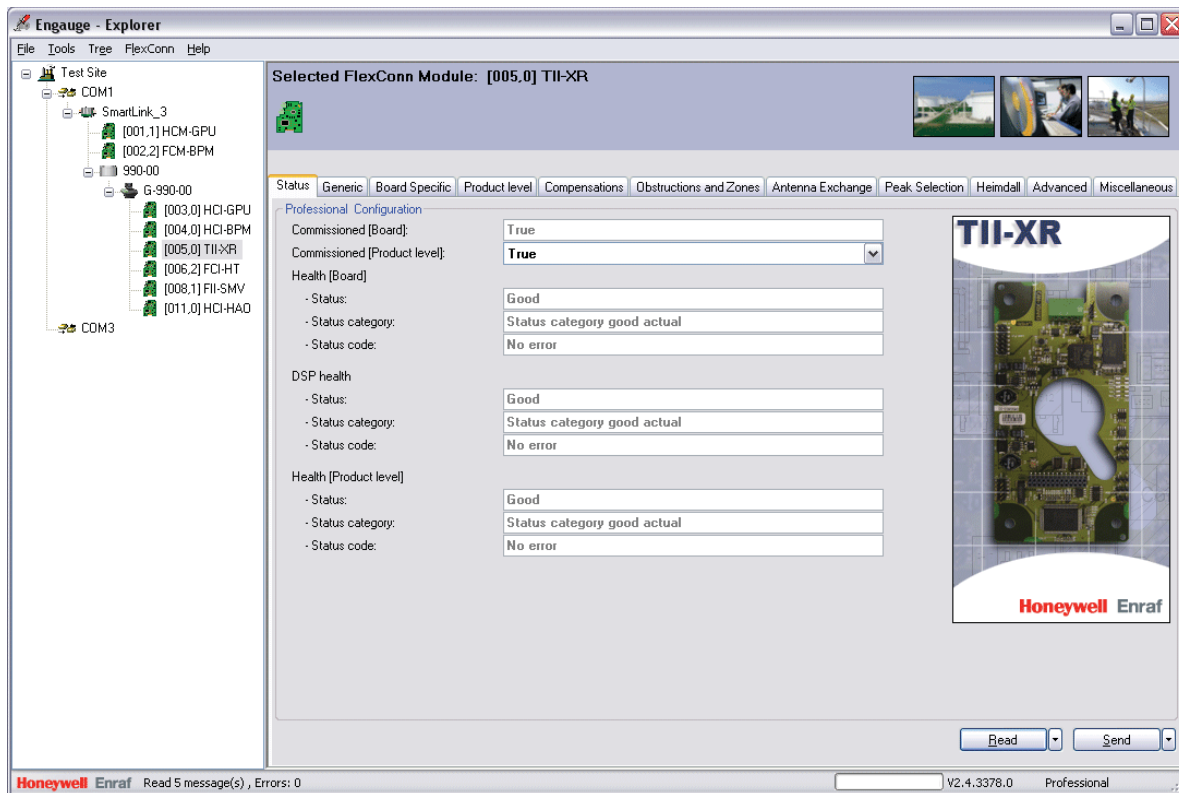 Engauge - Explorer
File Tools Tree FlexConn Help
Test Site
COM1
SmartLink_3
[001,1] HCM-GPU
[002,2] FCM-BPM
990-00
G-990-00
[003,0] HCI-GPU
[004,0] HCI-BPM
[005,0] TII-XR
[006,2] FCI-HT
[008,1] FII-SMV
[011,0] HCI-HAO
COM3
Selected FlexConn Module: [005,0] TII-XR
Status Generic Board Specific Product level Compensations Obstructions and Zones Antenna Exchange Peak Selection Heimdall Advanced Miscellaneous
Professional Configuration
Commissioned [Board]: True
Commissioned [Product level]: True
Health [Board]
- Status: Good
- Status category: Status category good actual
- Status code: No error
DSP health
- Status: Good
- Status category: Status category good actual
- Status code: No error
Health [Product level]
- Status: Good
- Status category: Status category good actual
- Status code: No error
TII-XR
Honeywell Enraf
Read Send
Honeywell Enraf Read 5 message(s) , Errors: 0 V2.4.3378.0 Professional